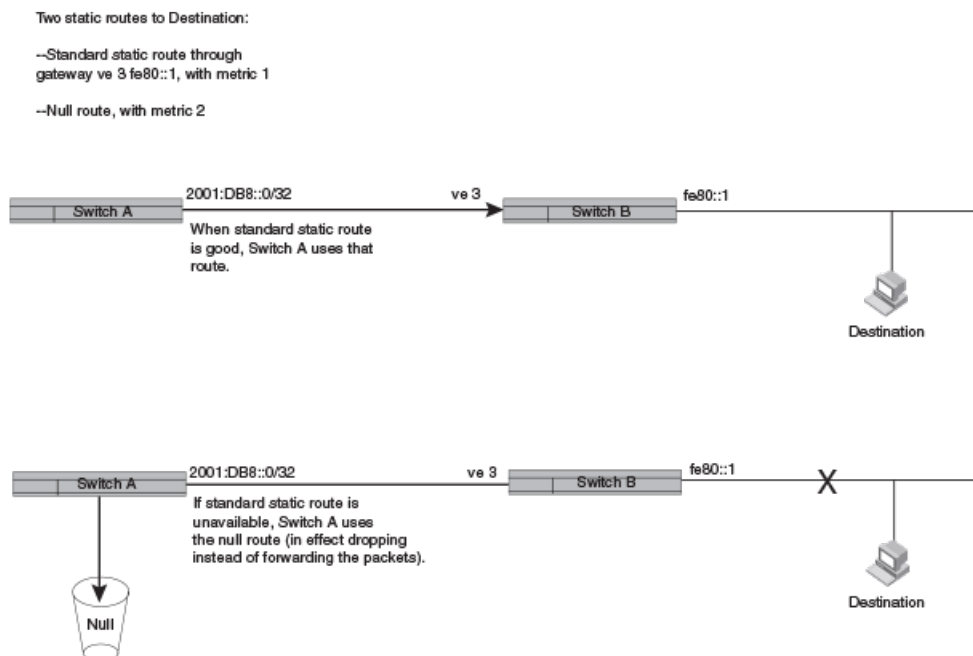 Two static routes to Destination:
--Standard static route through
gateway ve 3 fe80::1, with metric 1
--Null route, with metric 2
2001:DB8::0/32
ve 3
fe80::1
Switch A
Switch B
When standard static route
is good, Switch A uses that
route.
Destination
2001:DB8::0/32
ve 3
fe80::1
Switch A
Switch B
X
If standard static route is
unavailable, Switch A uses
the null route (in effect dropping
instead of forwarding the packets).
Destination
Null